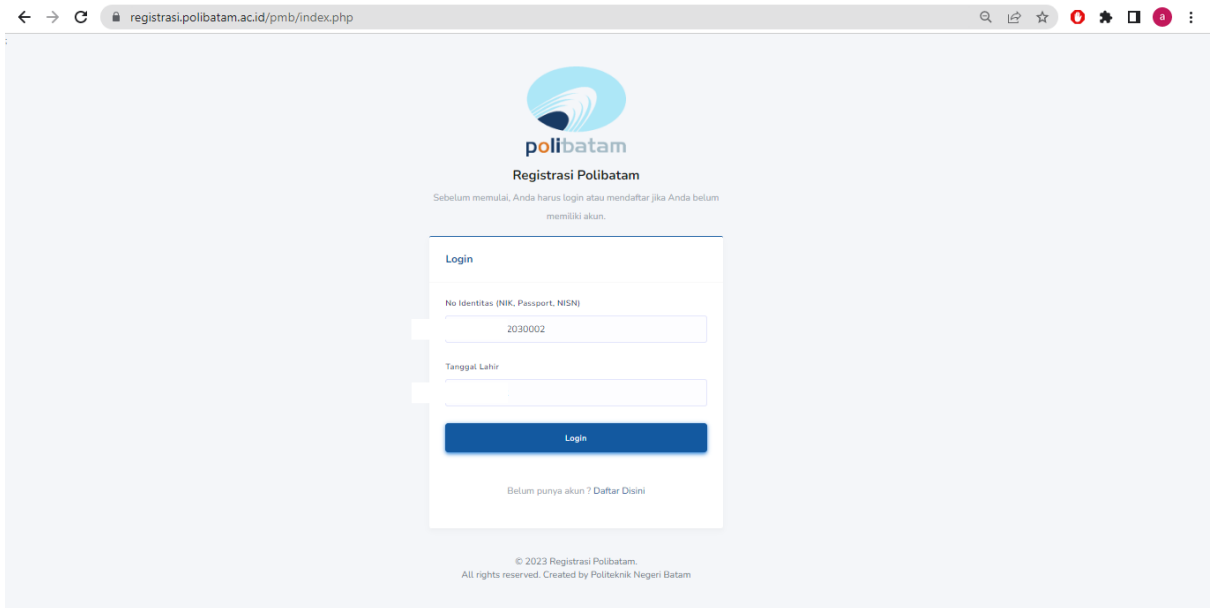 registrasi.polibatam.ac.id/pmb/index.php
a
polibatam
Registrasi Polibatam
Sebelum memulai, Anda harus login atau mendaftar jika Anda belum
memiliki akun.
Login
No Identitas (NIK, Passport, NISN)
2030002
Tanggal Lahir
Login
Belum punya akun ? Daftar Disini
© 2023 Registrasi Polibatam.
All rights reserved. Created by Politeknik Negeri Batam